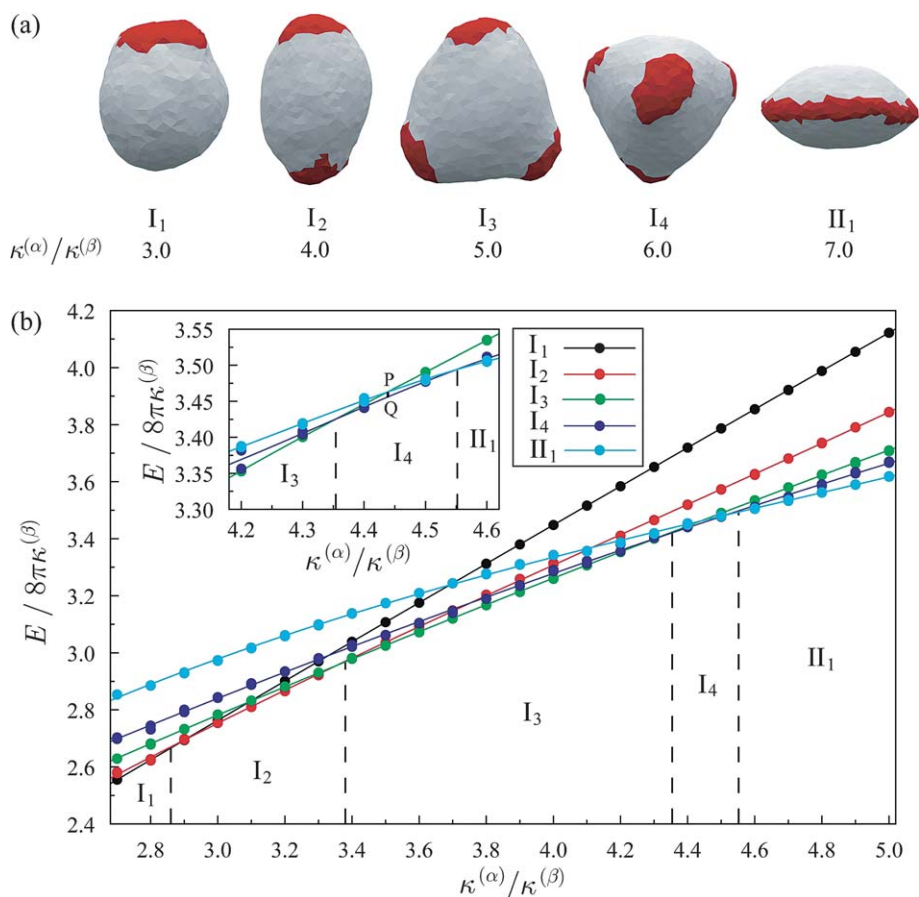 (a)
I₁ I₂ I₃ I₄ II₁
κ⁽ᵅ⁾/κ⁽ᵝ⁾ 3.0 4.0 5.0 6.0 7.0
(b)
E / 8πκ⁽ᵝ⁾
4.2
4.0
3.8
3.6
3.4
3.2
3.0
2.8
2.6
2.4
E / 8πκ⁽ᵝ⁾
3.55
3.50
3.45
3.40
3.35
3.30
P
Q
I₃ I₄ II₁
4.2 4.3 4.4 4.5 4.6
κ⁽ᵅ⁾/κ⁽ᵝ⁾
I₁
I₂
I₃
I₄
II₁
I₁ I₂ I₃ I₄ II₁
2.8 3.0 3.2 3.4 3.6 3.8 4.0 4.2 4.4 4.6 4.8 5.0
κ⁽ᵅ⁾/κ⁽ᵝ⁾